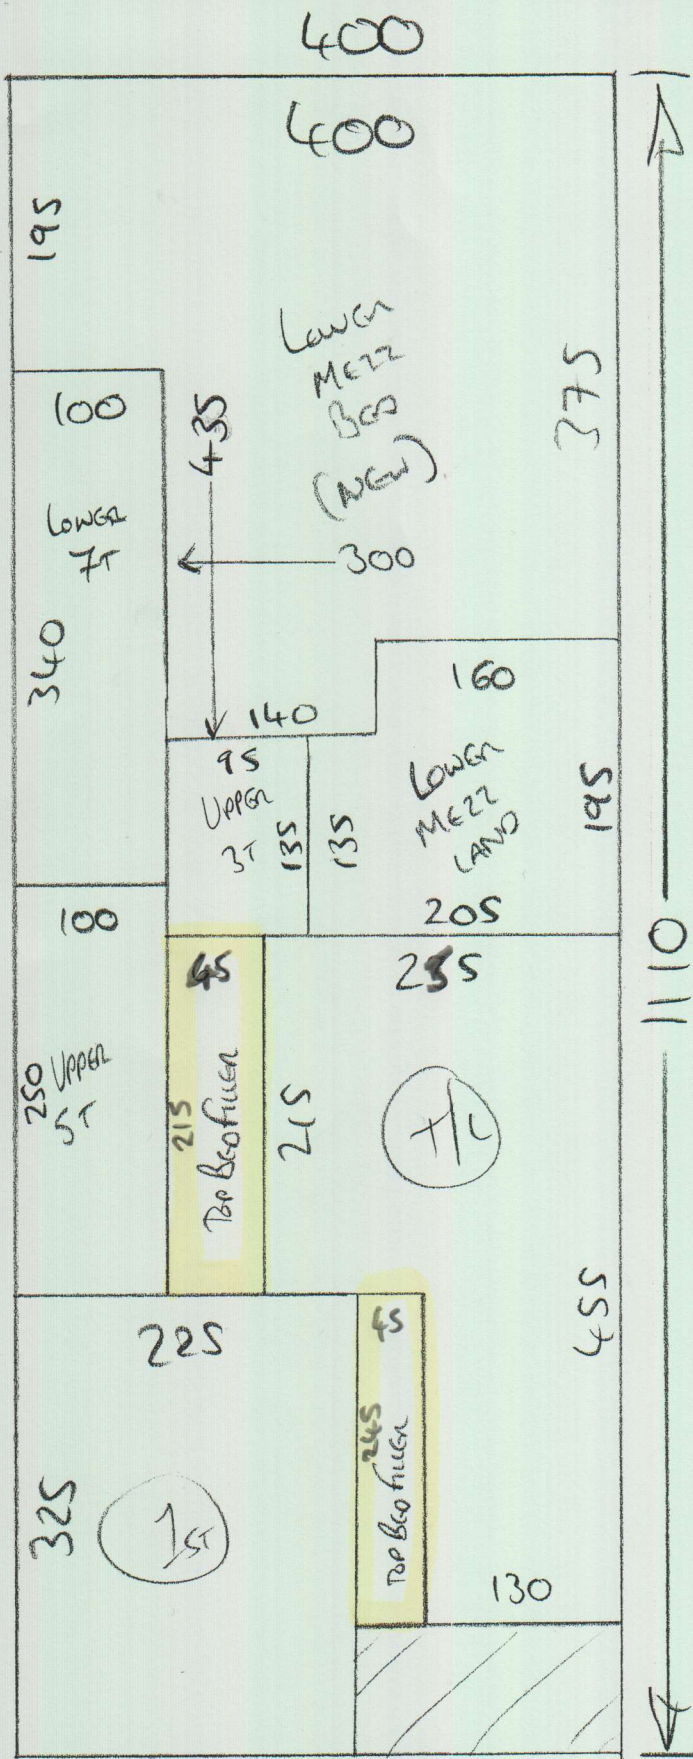 400
400
195
LOWER
MEZZ
BED
(NEW)
375
100
435
LOWER
7T
300
340
140
160
95
UPPER
3T
135
135
LOWER
MEZZ
LAND
195
205
1110
100
250
UPPER
5T
45
215
TOP BED FILLER
215
T/L
455
225
45
245
TOP BED FILLER
325
1ST
130